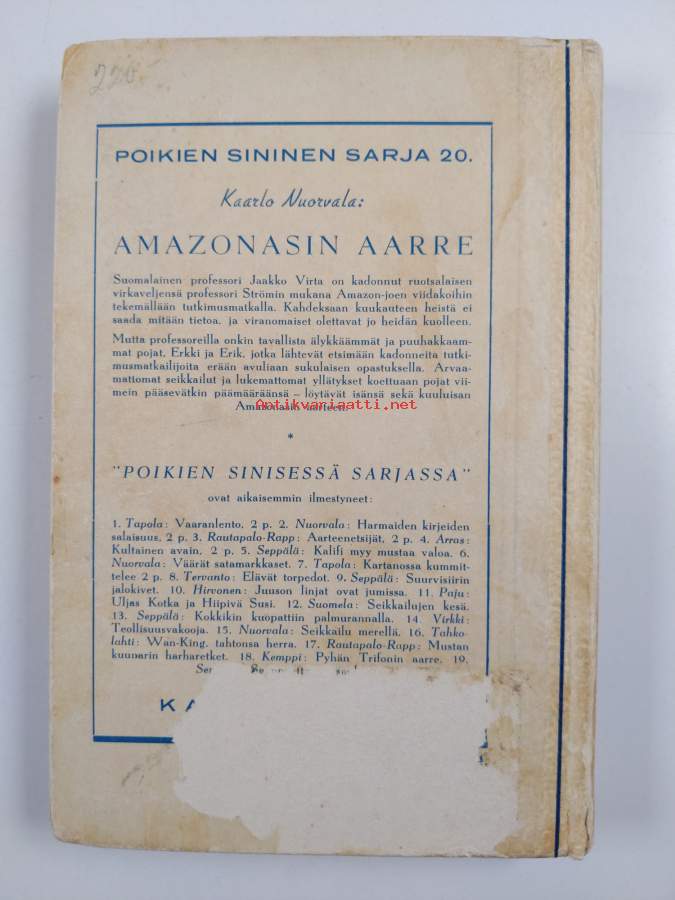 220:-
POIKIEN SININEN SARJA 20.
Kaarlo Nuorvala:
AMAZONASIN AARRE
Suomalainen professori Jaakko Virta on kadonnut ruotsalaisen
virkaveljensä professori Strömin mukana Amazon-joen viidakoihin
tekemällään tutkimusmatkalla. Kahdeksaan kuukauteen heistä ei
saada mitään tietoa, ja viranomaiset olettavat jo heidän kuolleen.
Mutta professoreilla onkin tavallista älykkäämmät ja puuhakkaam-
mat pojat, Erkki ja Erik, jotka lähtevät etsimään kadonneita tutki-
musmatkailijoita erään avuliaan sukulaisen opastuksella. Arvaa-
mattomat seikkailut ja lukemattomat yllätykset koettuaan pojat vii-
mein pääsevätkin päämääräänsä – löytävät isänsä sekä kuuluisan
Amazonasin aarteen.
Antikvariaatti.net
*
"POIKIEN SINISESSÄ SARJASSA"
ovat aikaisemmin ilmestyneet:
1. Tapola: Vaaranlento, 2 p. 2. Nuorvala: Harmaiden kirjeiden
salaisuus, 2 p. 3. Rautapalo-Rapp: Aarteenetsijät, 2 p. 4. Arras:
Kultainen avain, 2 p. 5. Seppälä: Kalifi myy mustaa valoa. 6.
Nuorvala: Väärät satamarkkaset. 7. Tapola: Kartanossa kummit-
telee 2 p. 8. Tervanto: Elävät torpedot. 9. Seppälä: Suurvisiirin
jalokivet. 10. Hirvonen: Juuson linjat ovat jumissa. 11. Paju:
Uljas Kotka ja Hiipivä Susi. 12. Suomela: Seikkailujen kesä.
13. Seppälä: Kokkikin kuopattiin palmurannalla. 14. Virkki:
Teollisuusvakooja. 15. Nuorvala: Seikkailu merellä. 16. Tahko-
lahti: Wan-King, tahtonsa herra. 17. Rautapalo-Rapp: Mustan
kuuparin harharetket. 18. Kemppi: Pyhän Trifonin aarre. 19.
KA